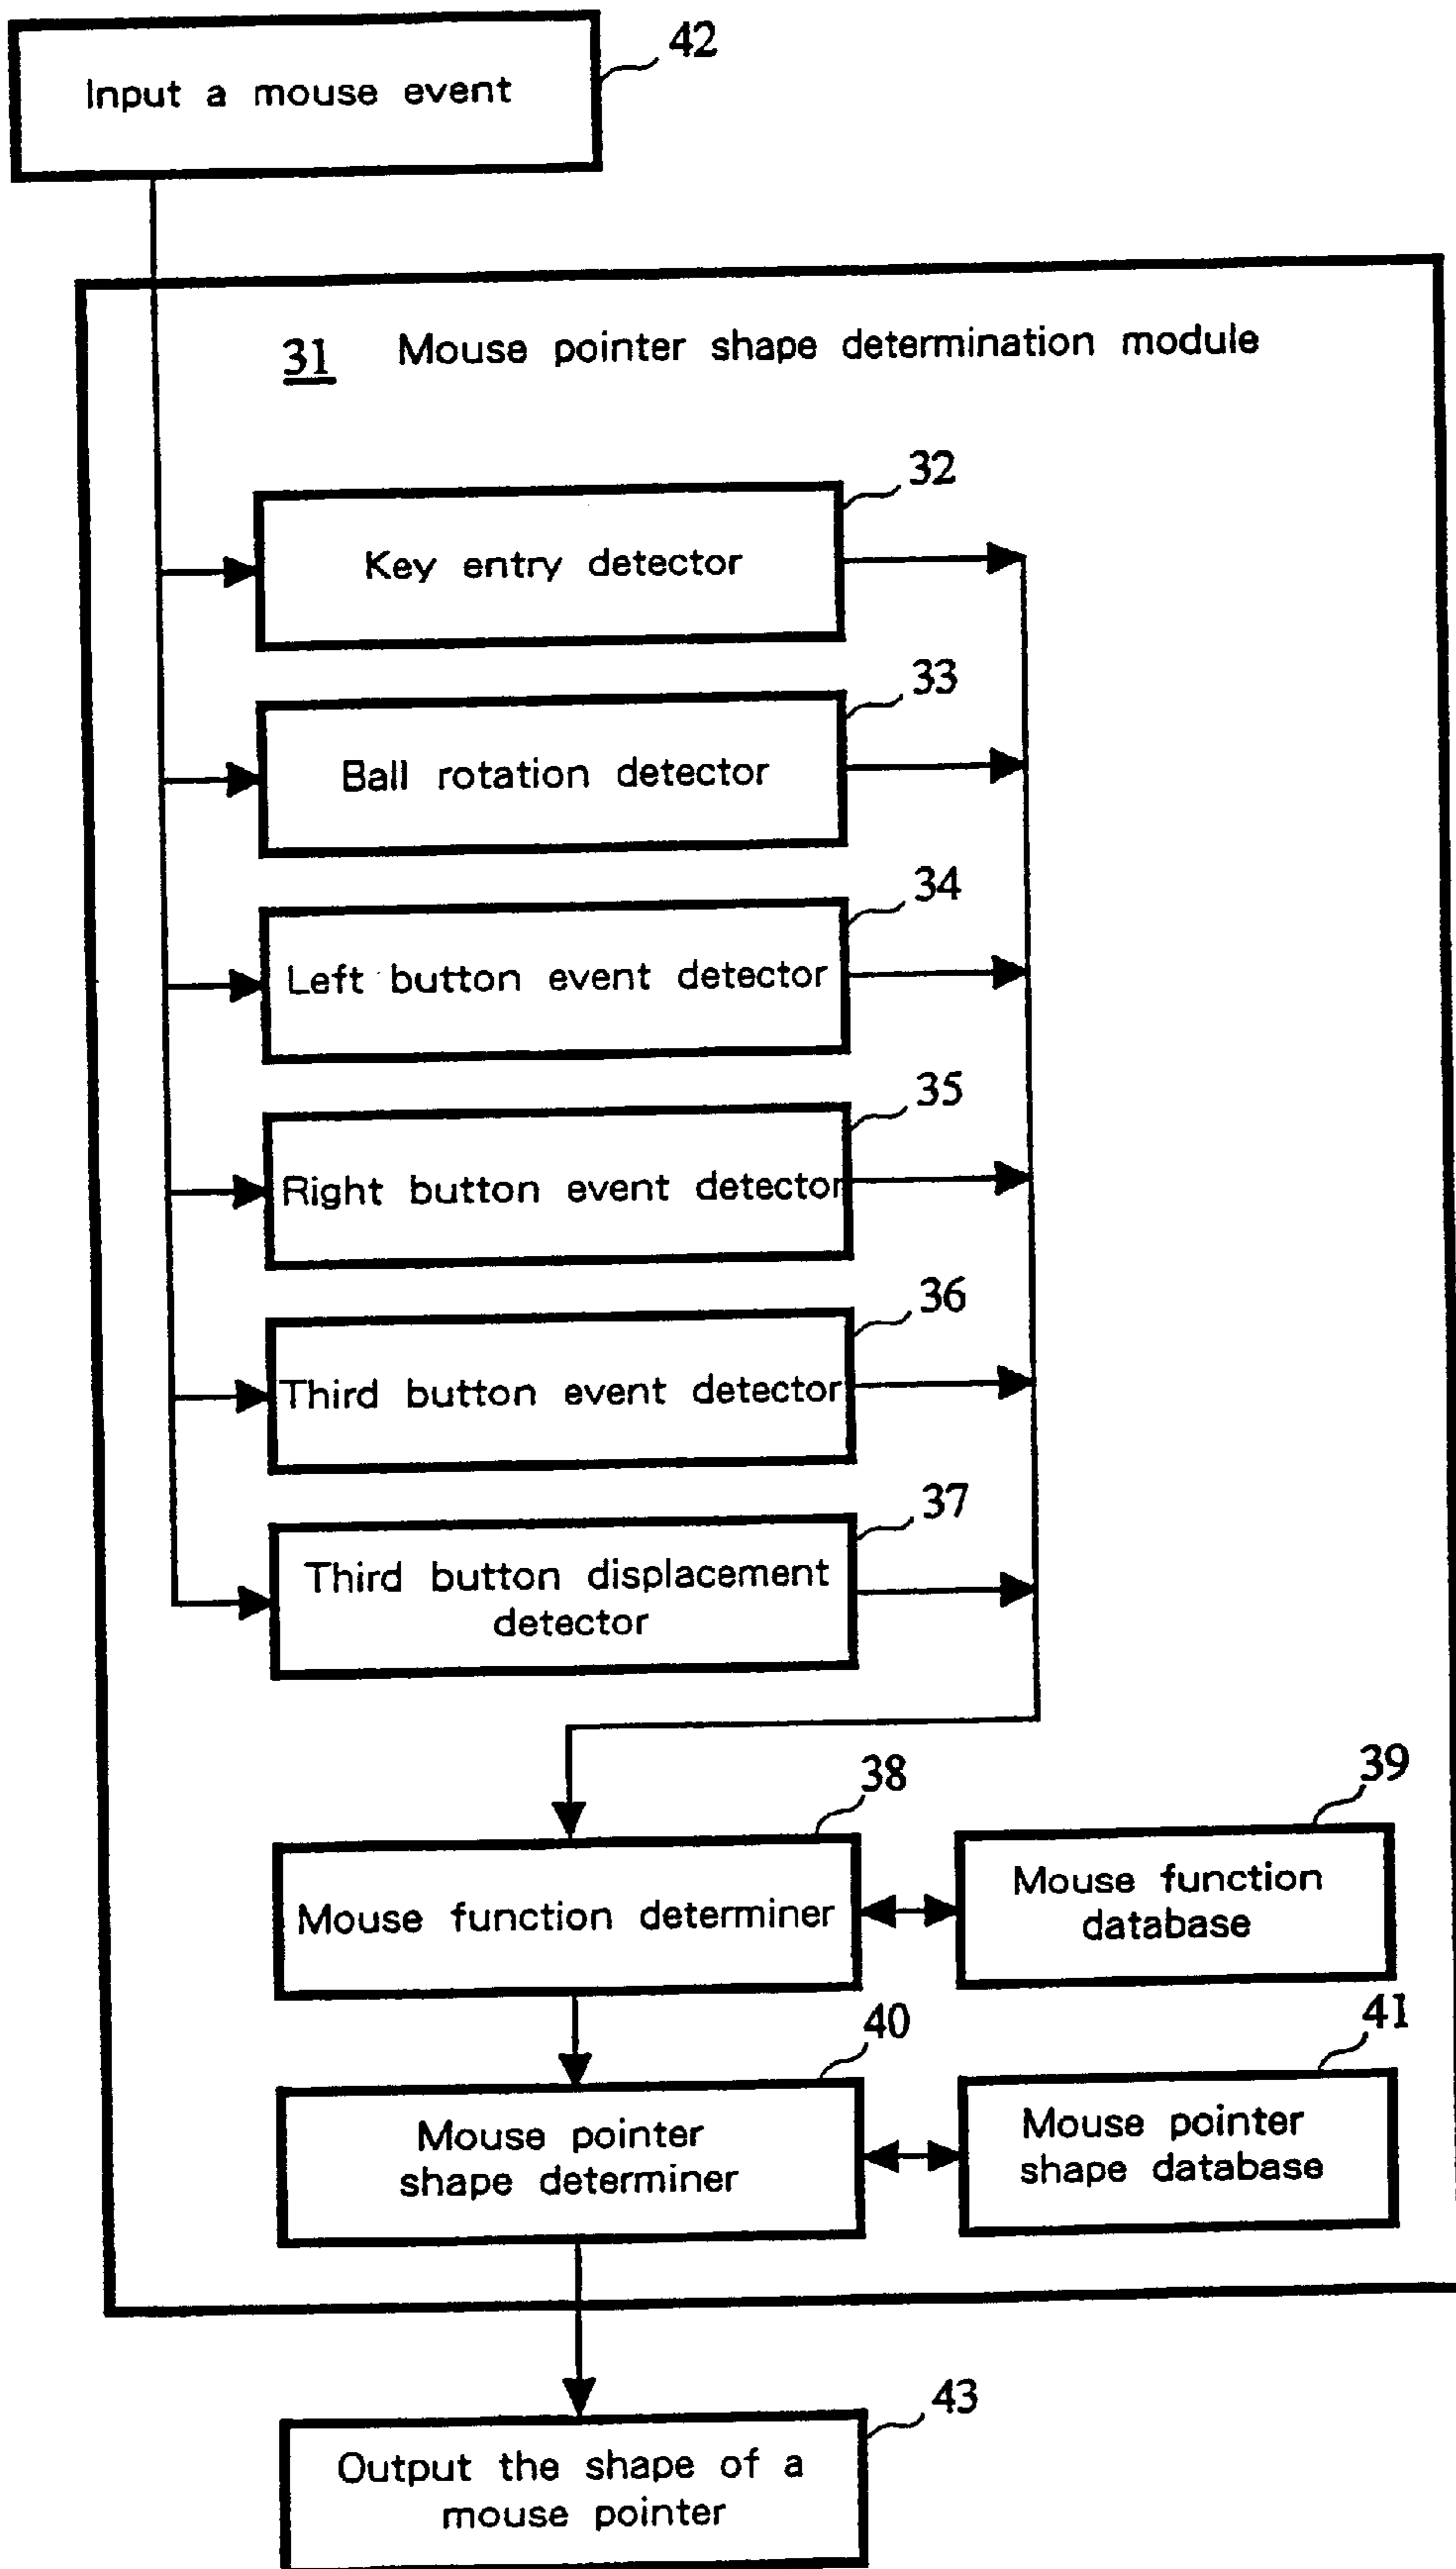 42
Input a mouse event
31 Mouse pointer shape determination module
32
Key entry detector
33
Ball rotation detector
34
Left button event detector
35
Right button event detector
36
Third button event detector
37
Third button displacement
detector
38
Mouse function determiner
39
Mouse function
database
40
Mouse pointer
shape determiner
41
Mouse pointer
shape database
43
Output the shape of a
mouse pointer